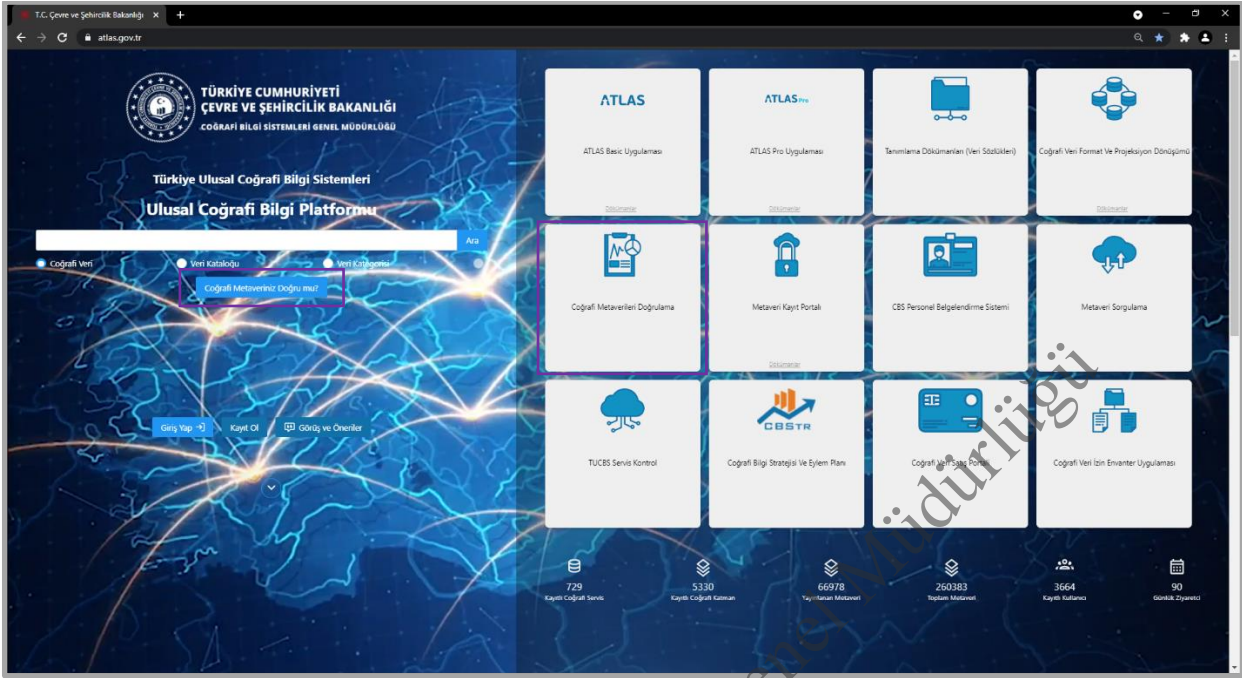 T.C. Çevre ve Şehircilik Bakanlığı
atlas.gov.tr
TÜRKİYE CUMHURİYETİ
ÇEVRE VE ŞEHİRCİLİK BAKANLIĞI
COĞRAFİ BİLGİ SİSTEMLERİ GENEL MÜDÜRLÜĞÜ
Türkiye Ulusal Coğrafi Bilgi Sistemleri
Ulusal Coğrafi Bilgi Platformu
Ara
Coğrafi Veri Veri Kataloğu Veri Kategorisi
Coğrafi Metaveriniz Doğru mu?
Giriş Yap Kayıt Ol Görüş ve Öneriler
ATLAS
ATLAS Basic Uygulaması
Dökümanlar
ATLAS Pro
ATLAS Pro Uygulaması
Dökümanlar
Tanımlama Dökümanları (Veri Sözlükleri)
Coğrafi Veri Format Ve Projeksiyon Dönüşümü
Dökümanlar
Coğrafi Metaverileri Doğrulama
Metaveri Kayıt Portalı
Dökümanlar
CBS Personel Belgelendirme Sistemi
Metaveri Sorgulama
TUCBS Servis Kontrol
CBSTR
Coğrafi Bilgi Stratejisi Ve Eylem Planı
Coğrafi Veri Satış Portalı
Coğrafi Veri İzin Envanter Uygulaması
729 5330 66978 260383 3664 90
Kayıtlı Coğrafi Servis Kayıtlı Coğrafi Katman Yayınlanan Metaveri Toplam Metaveri Kayıtlı Kullanıcı Günlük Ziyaretci
Genel Müdürlüğü